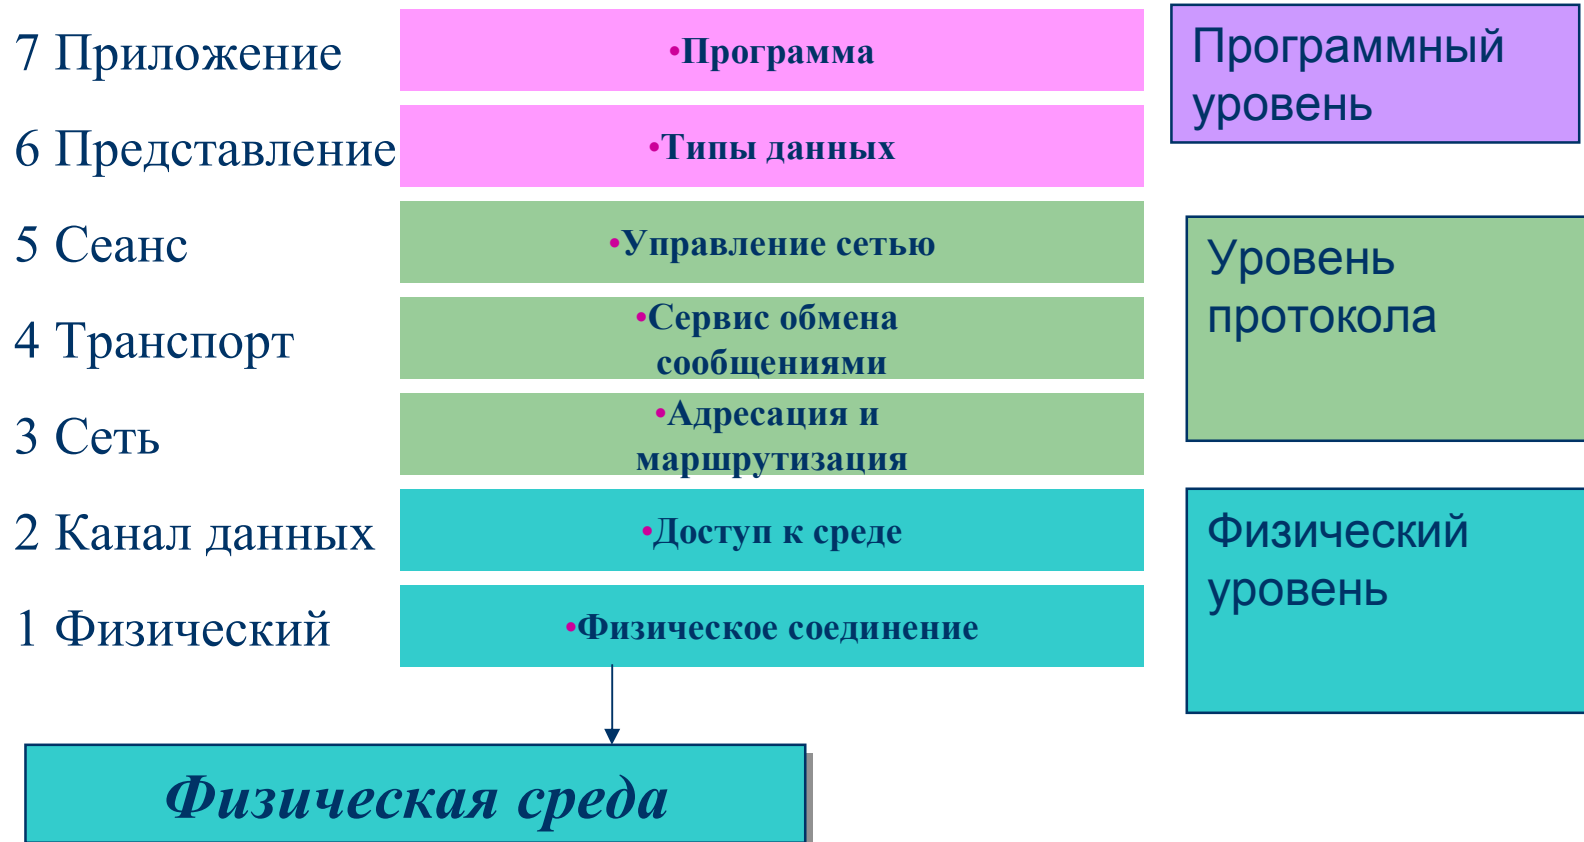 7 Приложение
•Программа
Программный
уровень
6 Представление
•Типы данных
5 Сеанс
•Управление сетью
Уровень
протокола
4 Транспорт
•Сервис обмена
сообщениями
3 Сеть
•Адресация и
маршрутизация
2 Канал данных
•Доступ к среде
Физический
уровень
1 Физический
•Физическое соединение
Физическая среда